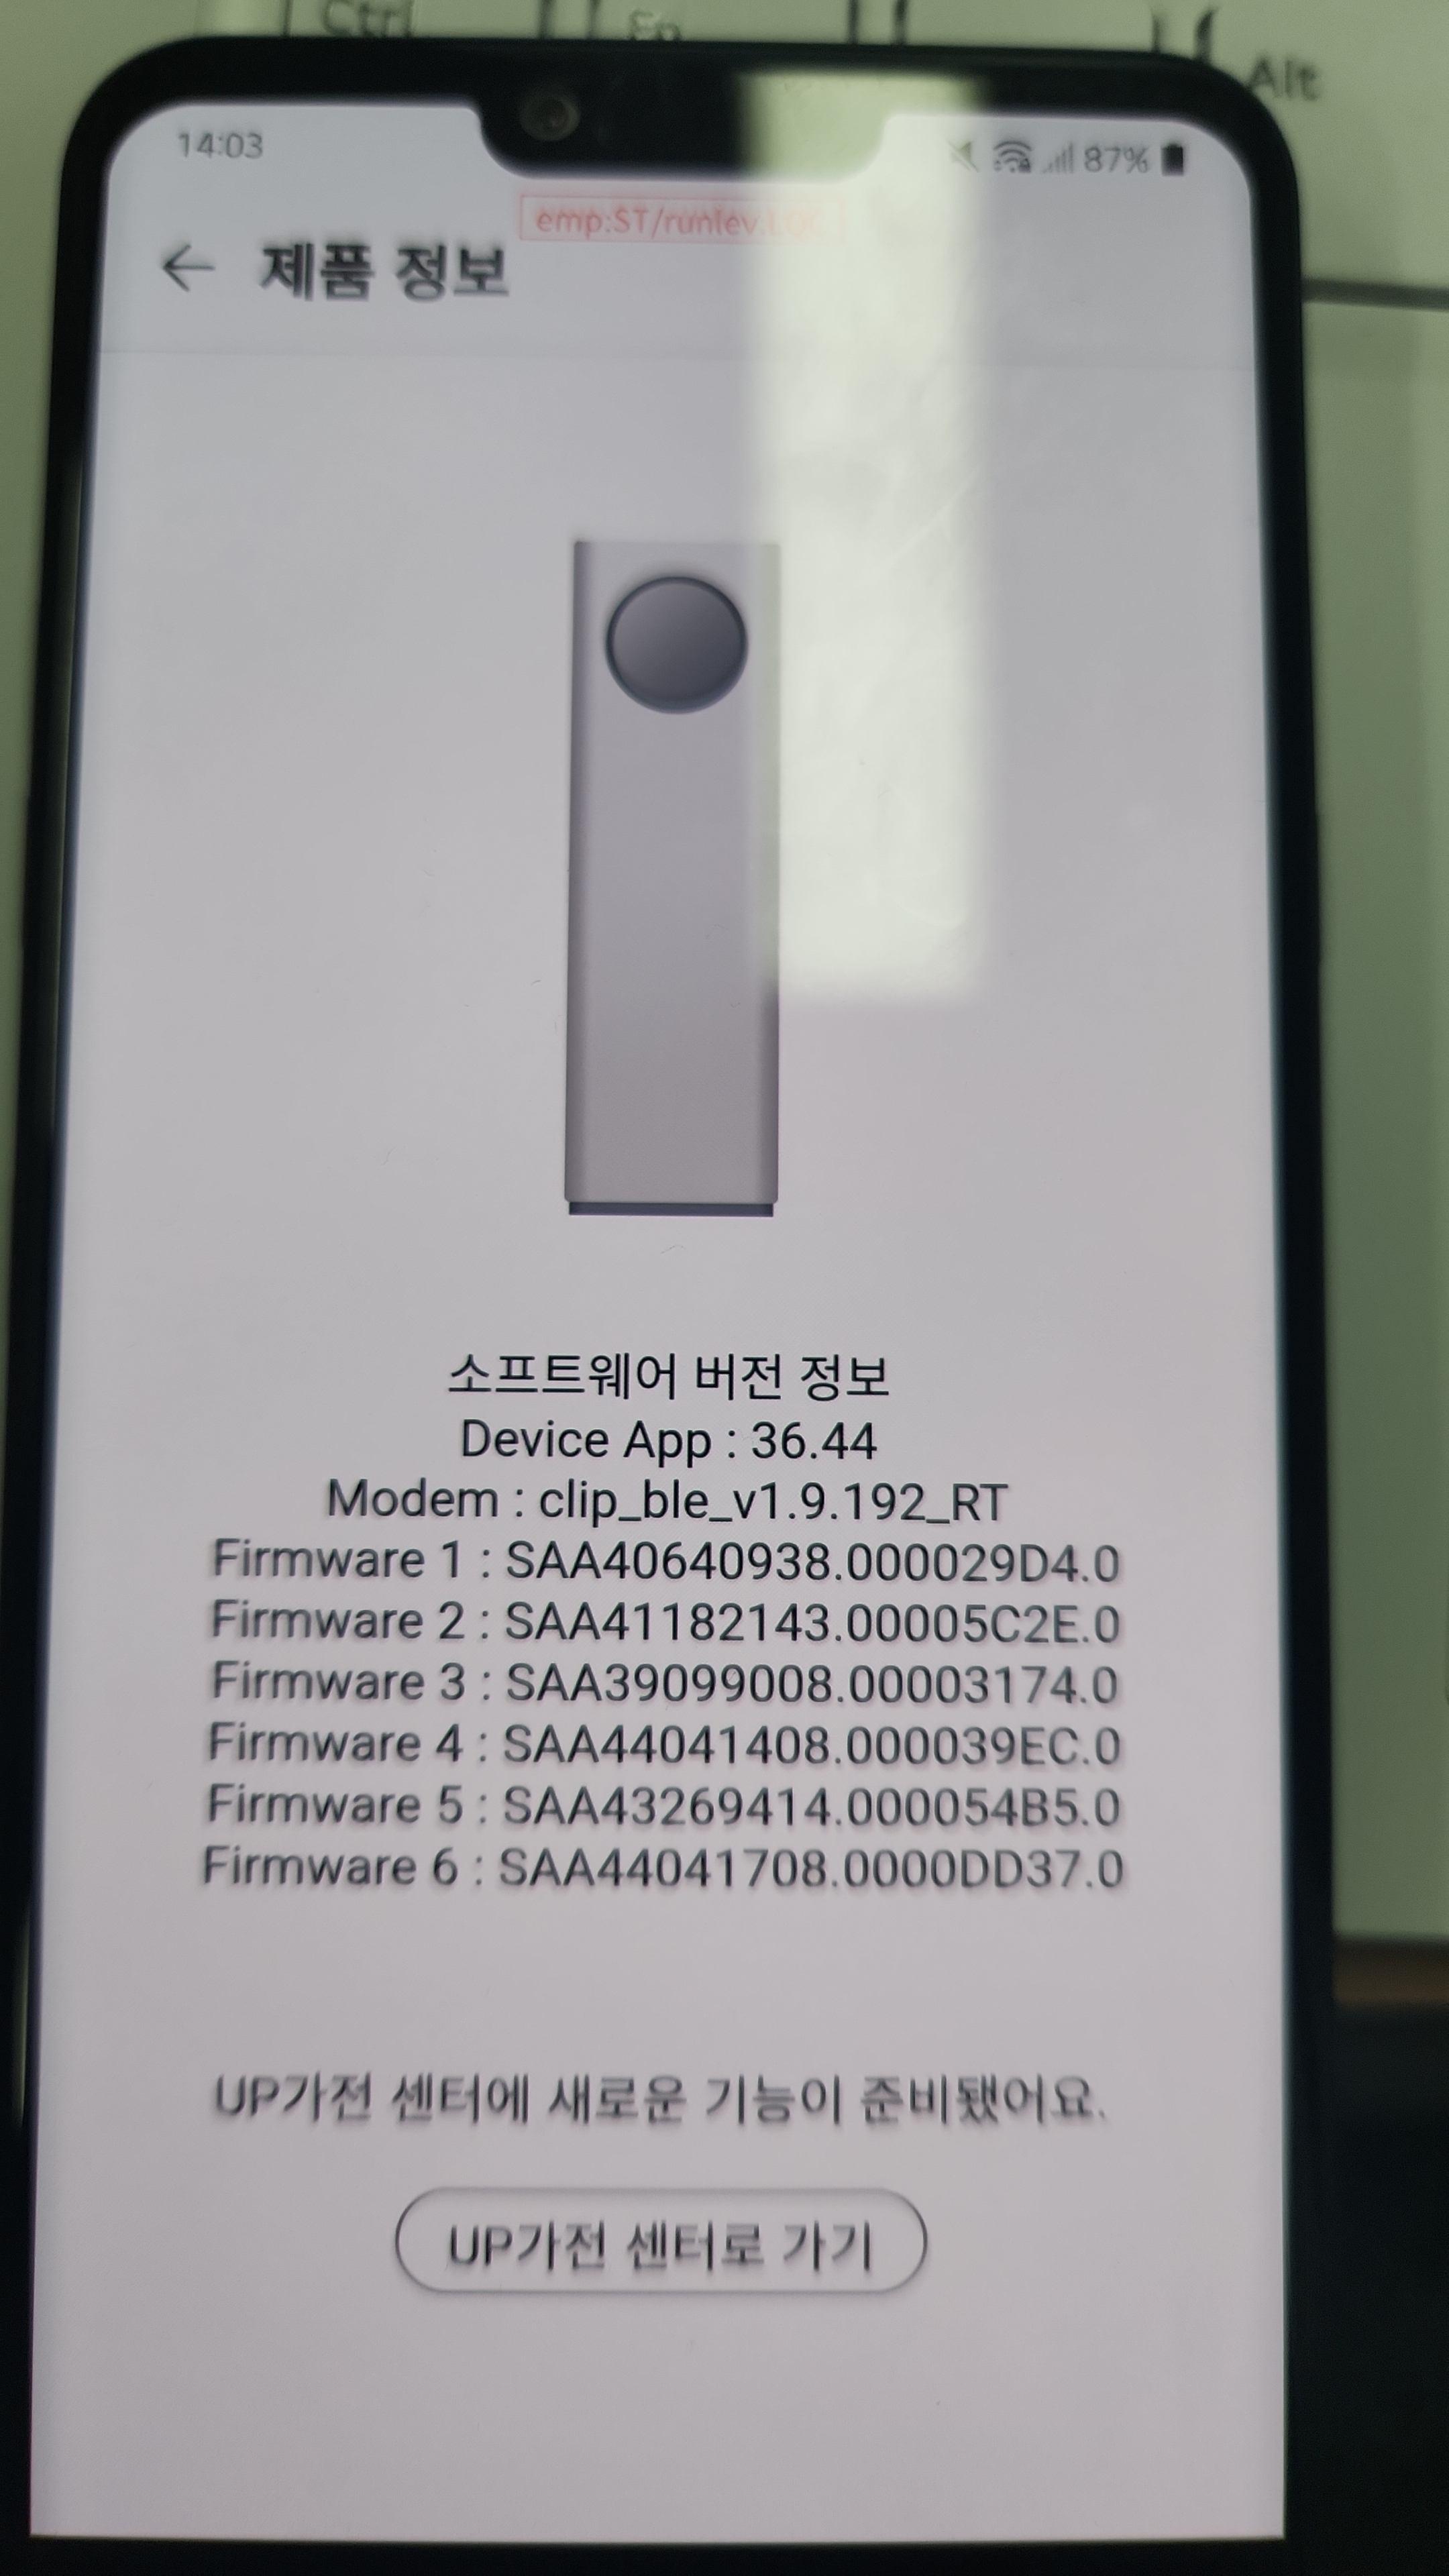 Ctrl
Alt
14:03
87%
emp:ST/runlev:
제품 정보
소프트웨어 버전 정보
Device App : 36.44
Modem : clip_ble_v1.9.192_RT
Firmware 1 : SAA40640938.000029D4.0
Firmware 2 : SAA41182143.00005C2E.0
Firmware 3 : SAA39099008.00003174.0
Firmware 4 : SAA44041408.000039EC.0
Firmware 5 : SAA43269414.000054B5.0
Firmware 6 : SAA44041708.0000DD37.0
UP가전 센터에 새로운 기능이 준비됐어요.
UP가전 센터로 가기